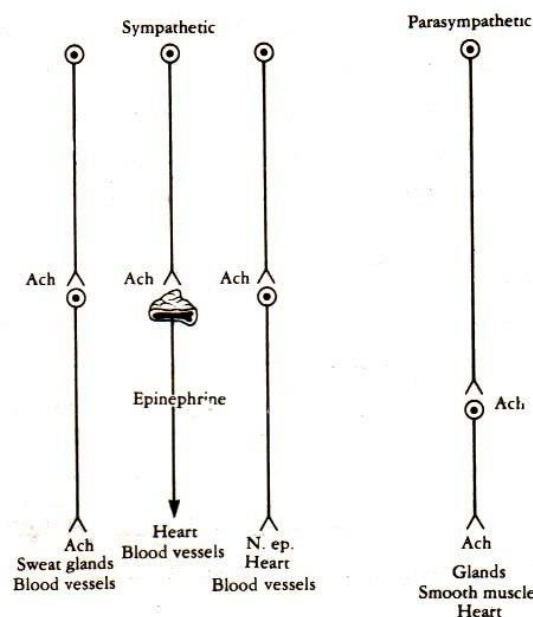 Sympathetic
Parasympathetic
Ach
Ach
Ach
Ach
Epinephrine
Ach
Sweat glands
Blood vessels
Heart
Blood vessels
N. ep.
Heart
Blood vessels
Ach
Glands
Smooth muscle
Heart